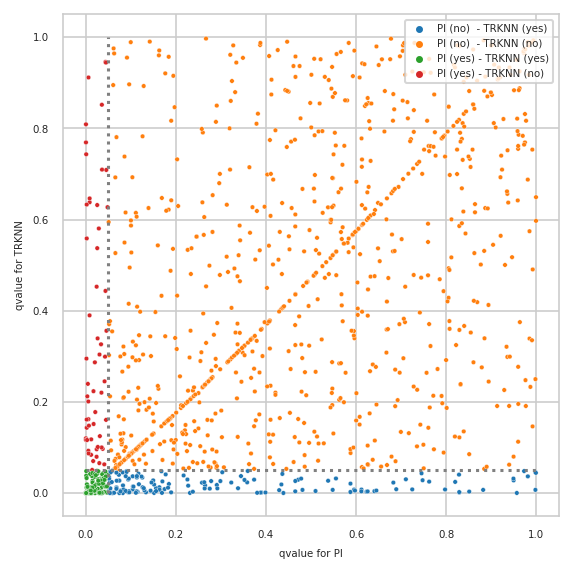 PI (no)  - TRKNN (yes)
PI (no)  - TRKNN (no)
PI (yes) - TRKNN (yes)
PI (yes) - TRKNN (no)
1.0
0.8
0.6
0.4
0.2
0.0
qvalue for TRKNN
0.0 0.2 0.4 0.6 0.8 1.0
qvalue for PI